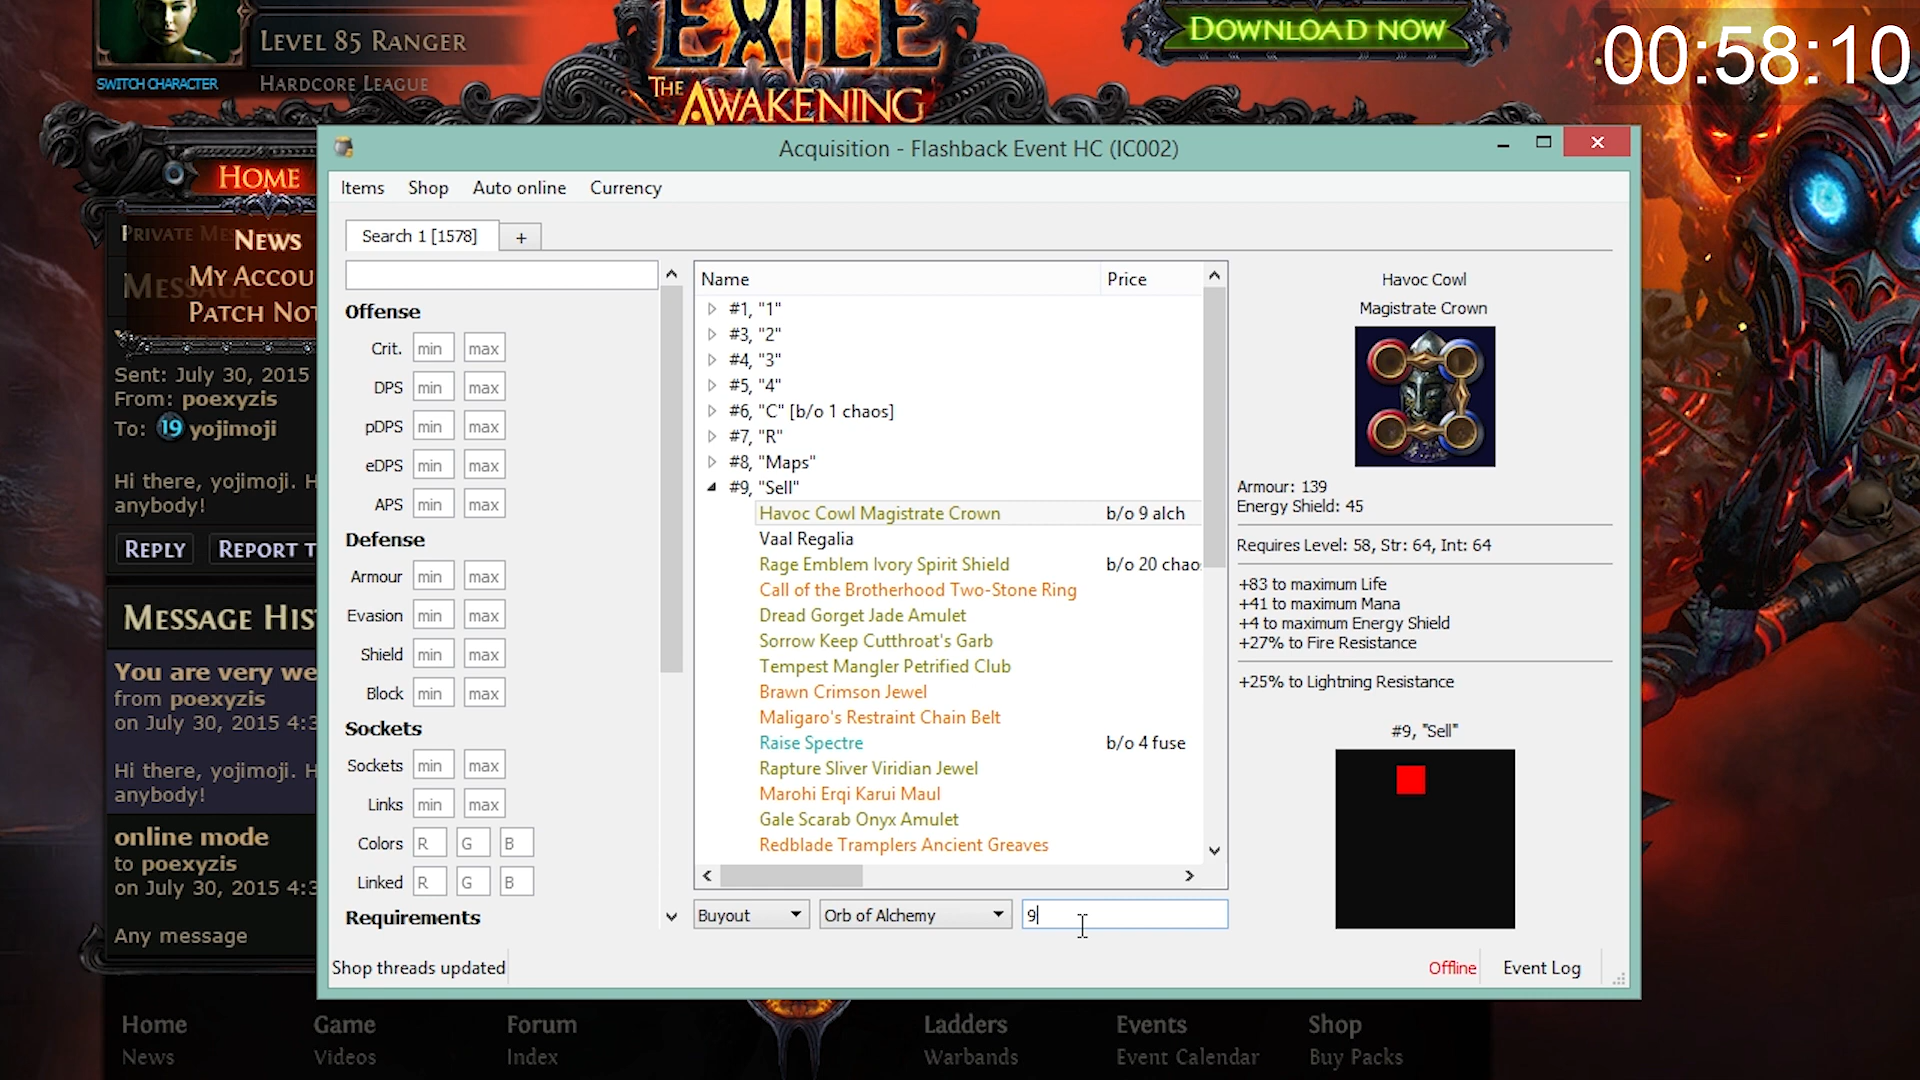 EXILE
THE AWAKENING
DOWNLOAD NOW
00:58:10
LEVEL 85 RANGER
SWITCH CHARACTER
HARDCORE LEAGUE
HOME
NEWS
MY ACCOU
PATCH NOT
PRIVATE ME
MESSAGE
Sent: July 30, 2015
From: poexyzis
To: 19 yojimoji
Hi there, yojimoji. H
anybody!
REPLY
REPORT T
MESSAGE HIS
You are very we
from poexyzis
on July 30, 2015 4:3
Hi there, yojimoji. H
anybody!
online mode
to poexyzis
on July 30, 2015 4:3
Any message
Acquisition - Flashback Event HC (IC002)
Items Shop Auto online Currency
Search 1 [1578] +
Offense
Crit. min max
DPS min max
pDPS min max
eDPS min max
APS min max
Defense
Armour min max
Evasion min max
Shield min max
Block min max
Sockets
Sockets min max
Links min max
Colors R G B
Linked R G B
Requirements
Name Price
#1, "1"
#3, "2"
#4, "3"
#5, "4"
#6, "C" [b/o 1 chaos]
#7, "R"
#8, "Maps"
#9, "Sell"
Havoc Cowl Magistrate Crown b/o 9 alch
Vaal Regalia
Rage Emblem Ivory Spirit Shield b/o 20 chao
Call of the Brotherhood Two-Stone Ring
Dread Gorget Jade Amulet
Sorrow Keep Cutthroat's Garb
Tempest Mangler Petrified Club
Brawn Crimson Jewel
Maligaro's Restraint Chain Belt
Raise Spectre b/o 4 fuse
Rapture Sliver Viridian Jewel
Marohi Erqi Karui Maul
Gale Scarab Onyx Amulet
Redblade Tramplers Ancient Greaves
Buyout Orb of Alchemy 9
Havoc Cowl
Magistrate Crown
Armour: 139
Energy Shield: 45
Requires Level: 58, Str: 64, Int: 64
+83 to maximum Life
+41 to maximum Mana
+4 to maximum Energy Shield
+27% to Fire Resistance
+25% to Lightning Resistance
#9, "Sell"
Shop threads updated
Offline Event Log
Home Game Forum Ladders Events Shop
News Videos Index Warbands Event Calendar Buy Packs